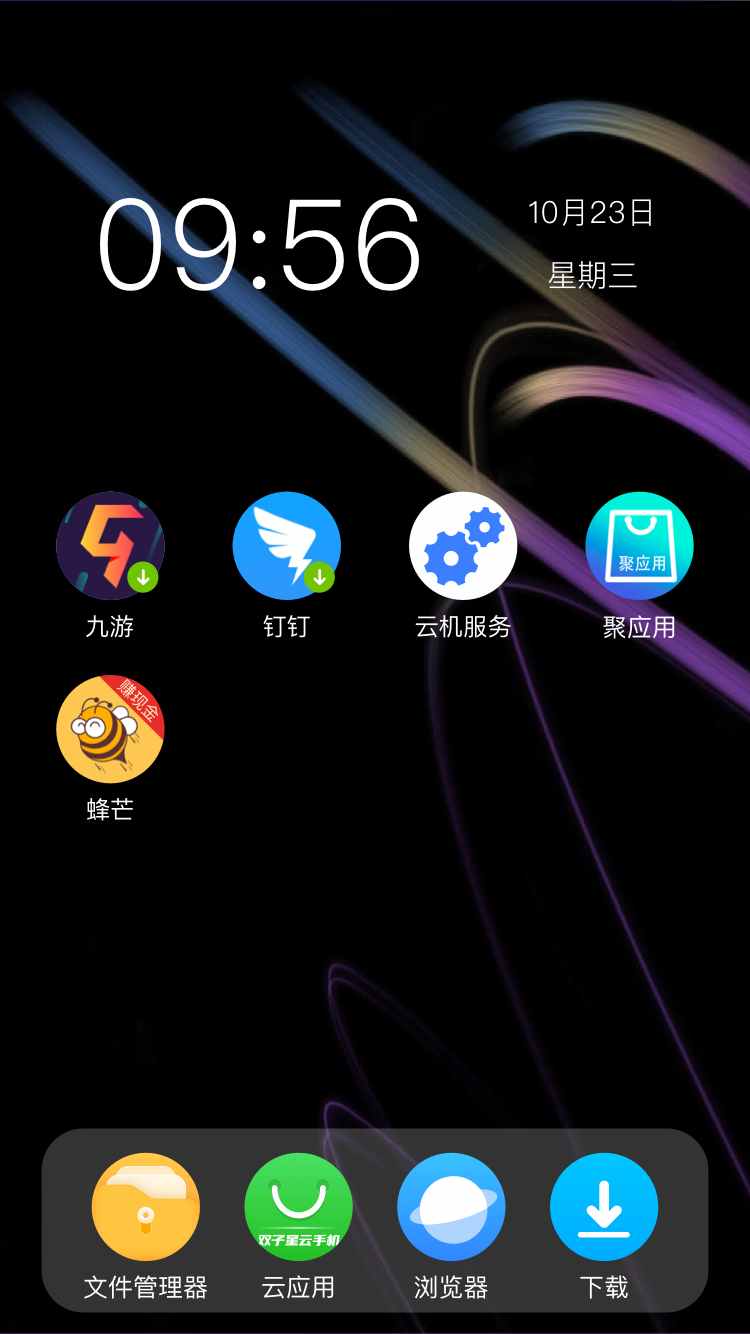 09:56
10月23日
星期三
聚应用
九游
钉钉
云机服务
聚应用
赚现金
蜂芒
双子星云手机
文件管理器
云应用
浏览器
下载